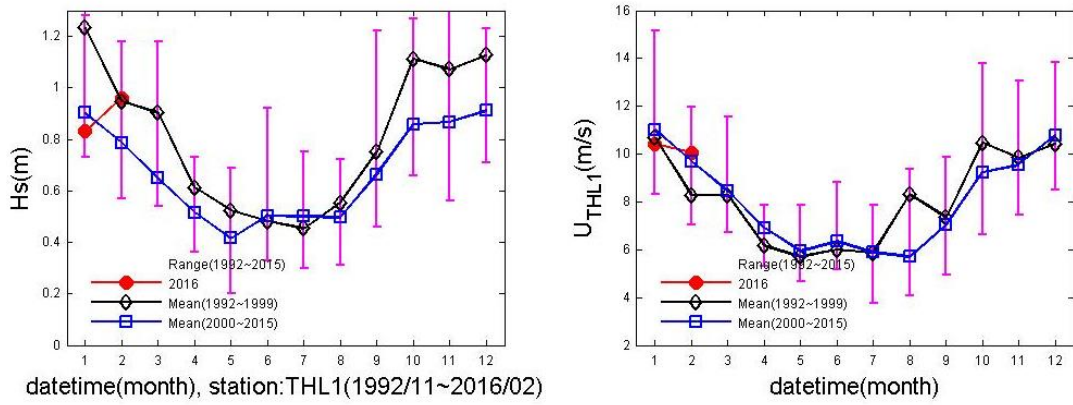 1.2
1
0.8
0.6
0.4
0.2
0
Hs(m)
Range(1992~2015)
2016
Mean(1992~1999)
Mean(2000~2015)
1 2 3 4 5 6 7 8 9 10 11 12
datetime(month), station:THL1(1992/11~2016/02)
16
14
12
10
8
6
4
2
U_THL1(m/s)
Range(1992~2015)
2016
Mean(1992~1999)
Mean(2000~2015)
1 2 3 4 5 6 7 8 9 10 11 12
datetime(month)